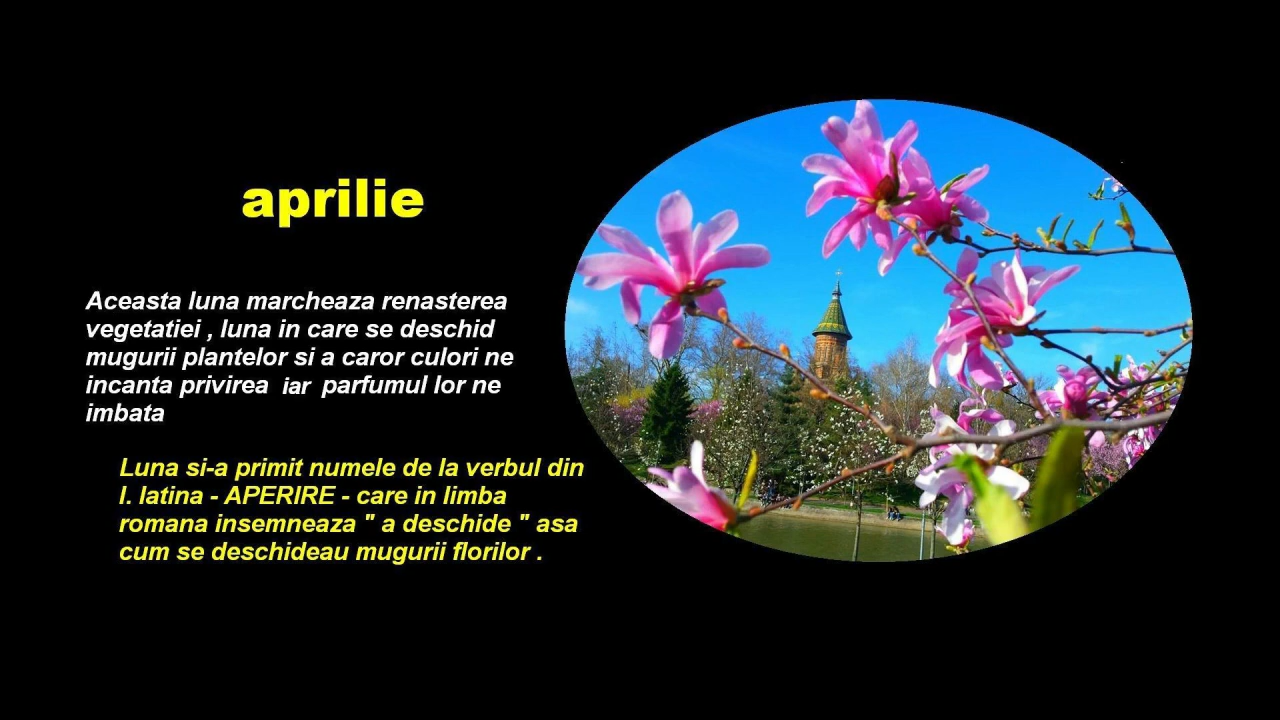 aprilie
Aceasta luna marcheaza renasterea
vegetatiei , luna in care se deschid
mugurii plantelor si a caror culori ne
incanta privirea iar parfumul lor ne
imbata
Luna si-a primit numele de la verbul din
l. latina - APERIRE - care in limba
romana insemneaza " a deschide " asa
cum se deschideau mugurii florilor .